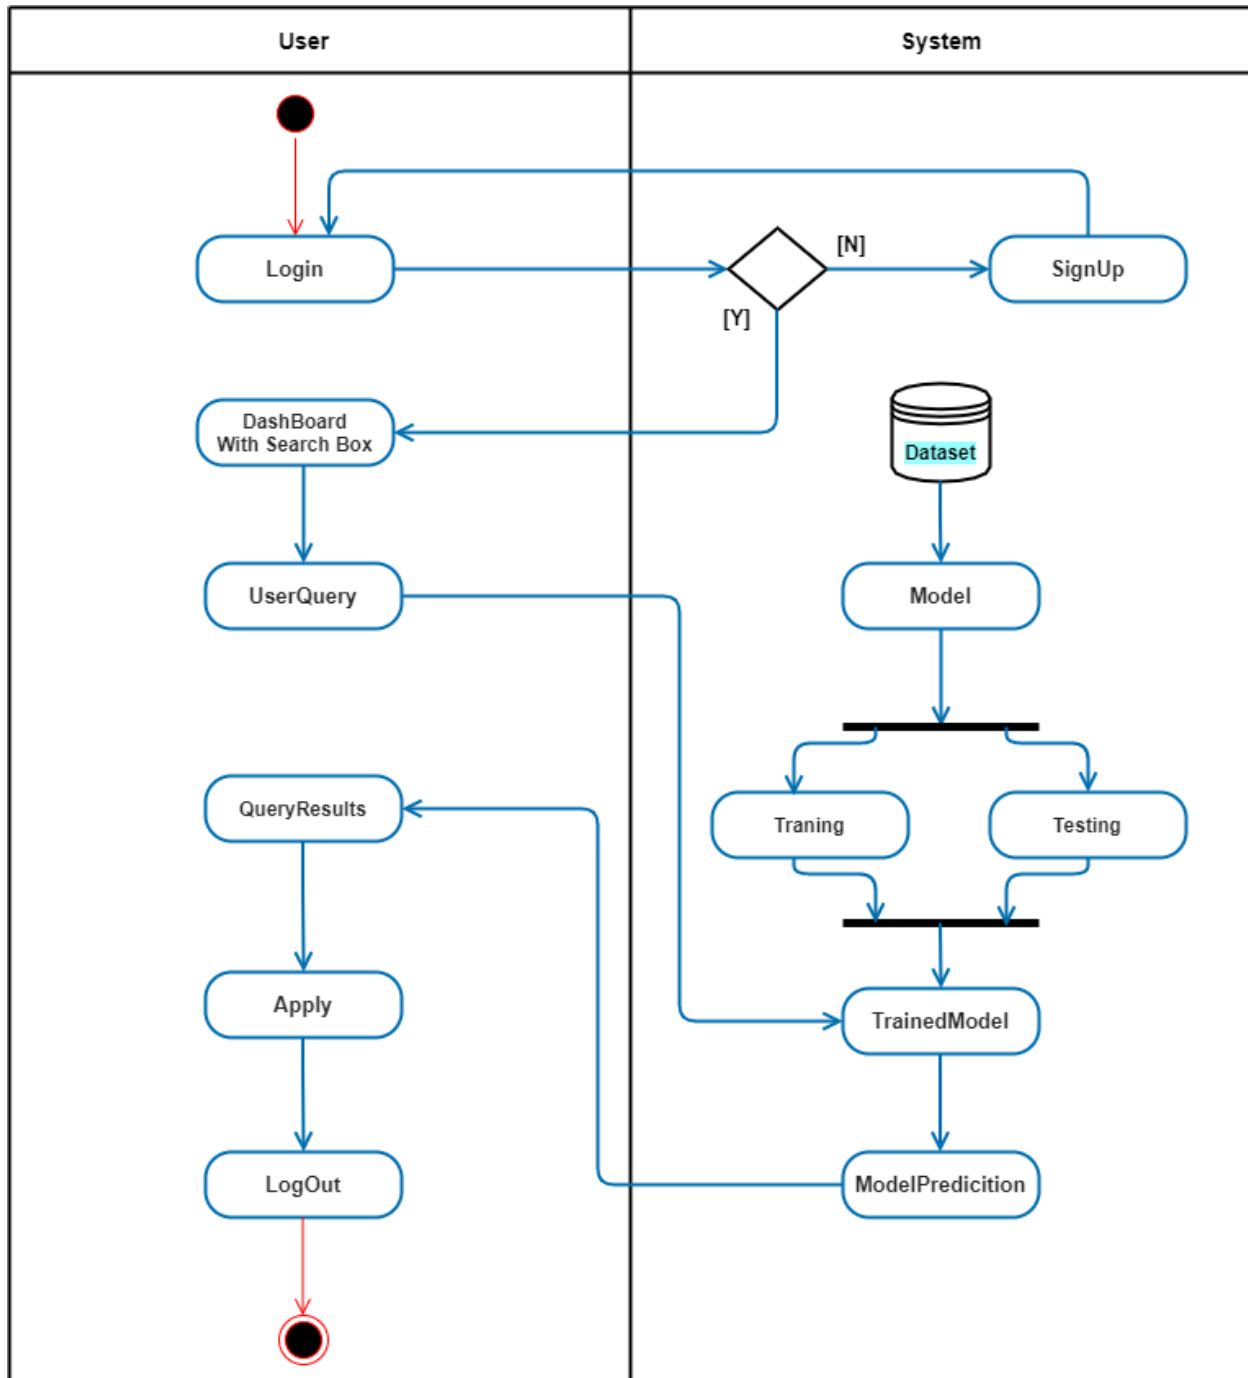 User
System
Login
[N]
SignUp
[Y]
DashBoard
With Search Box
Dataset
UserQuery
Model
QueryResults
Traning
Testing
Apply
TrainedModel
LogOut
ModelPredicition